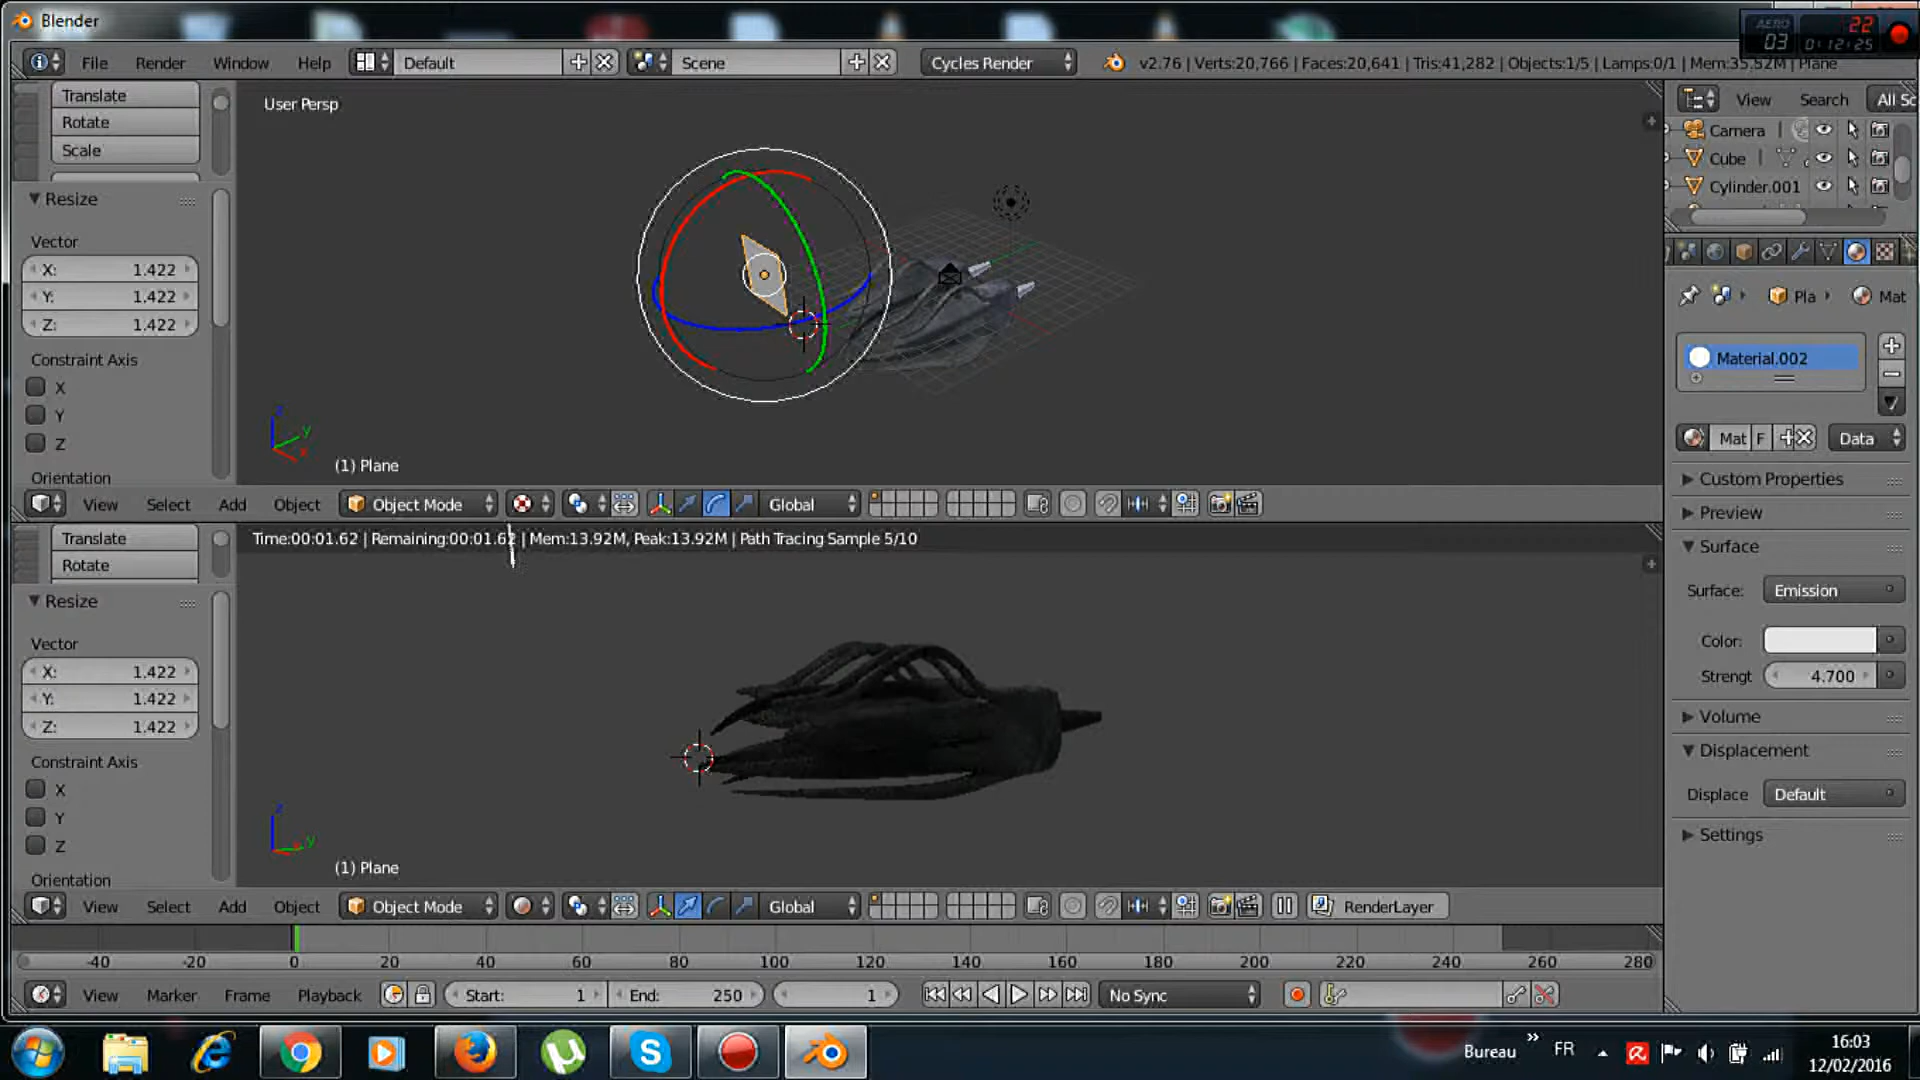 Blender
AERO 22
03 0:12:25
File Render Window Help Default Scene Cycles Render v2.76 | Verts:20,766 | Faces:20,641 | Tris:41,282 | Objects:1/5 | Lamps:0/1 | Mem:35.82M | Plane
Translate
Rotate
Scale
Resize
Vector
X: 1.422
Y: 1.422
Z: 1.422
Constraint Axis
X
Y
Z
Orientation
User Persp
(1) Plane
View Select Add Object Object Mode Global
Time:00:01.62 | Remaining:00:01.62 | Mem:13.92M, Peak:13.92M | Path Tracing Sample 5/10
Translate
Rotate
Resize
Vector
X: 1.422
Y: 1.422
Z: 1.422
Constraint Axis
X
Y
Z
Orientation
(1) Plane
View Select Add Object Object Mode Global RenderLayer
-40 -20 0 20 40 60 80 100 120 140 160 180 200 220 240 260 280
View Marker Frame Playback Start: 1 End: 250 1 No Sync
View Search All Sc
Camera
Cube
Cylinder.001
Pla Mat
Material.002
Mat F Data
Custom Properties
Preview
Surface
Surface: Emission
Color:
Strengt 4.700
Volume
Displacement
Displace Default
Settings
Bureau » FR 16:03
12/02/2016